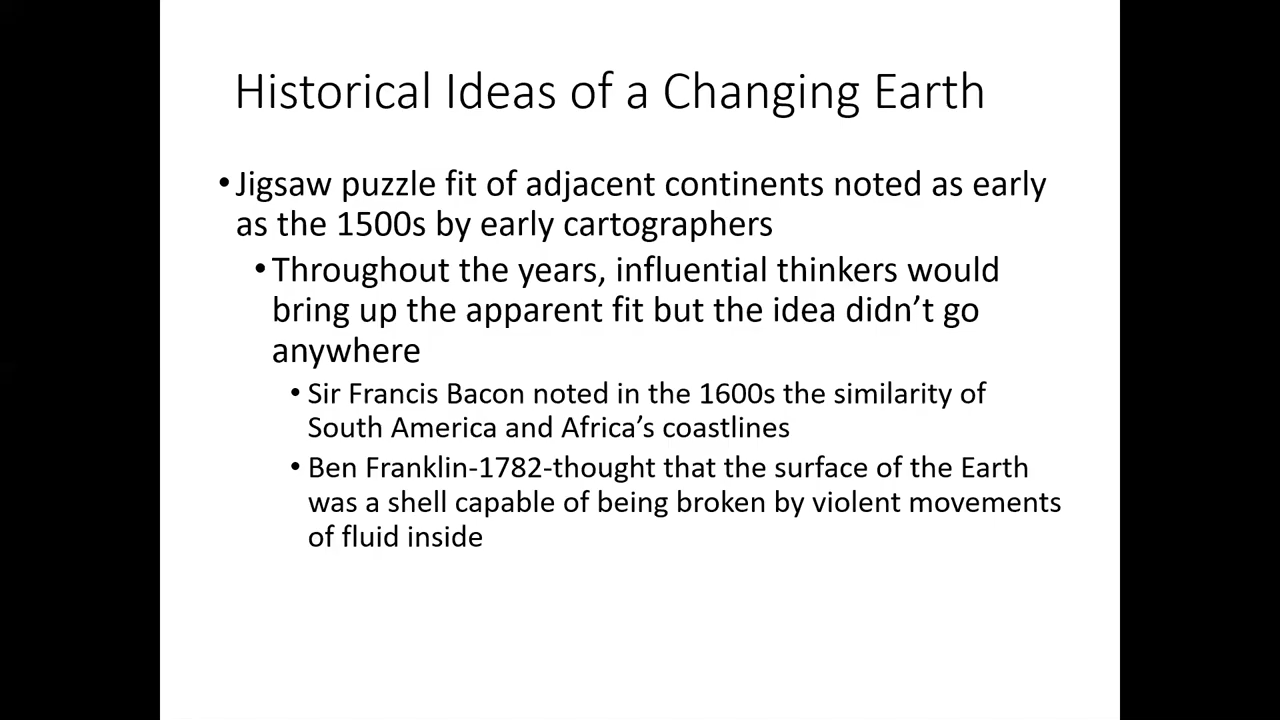 Historical Ideas of a Changing Earth
•Jigsaw puzzle fit of adjacent continents noted as early
as the 1500s by early cartographers
•Throughout the years, influential thinkers would
bring up the apparent fit but the idea didn’t go
anywhere
•Sir Francis Bacon noted in the 1600s the similarity of
South America and Africa’s coastlines
•Ben Franklin-1782-thought that the surface of the Earth
was a shell capable of being broken by violent movements
of fluid inside